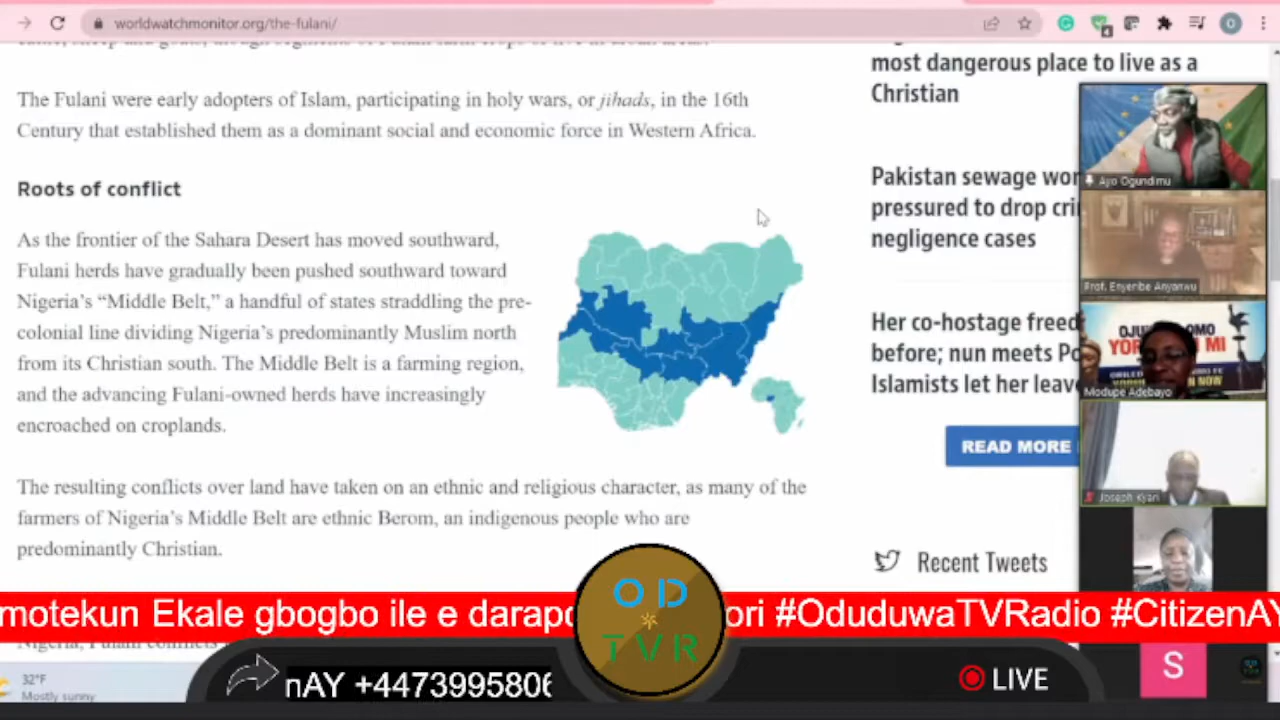 worldwatchmonitor.org/the-fulani/
The Fulani were early adopters of Islam, participating in holy wars, or jihads, in the 16th
Century that established them as a dominant social and economic force in Western Africa.
Roots of conflict
As the frontier of the Sahara Desert has moved southward,
Fulani herds have gradually been pushed southward toward
Nigeria's “Middle Belt,” a handful of states straddling the pre-
colonial line dividing Nigeria's predominantly Muslim north
from its Christian south. The Middle Belt is a farming region,
and the advancing Fulani-owned herds have increasingly
encroached on croplands.
The resulting conflicts over land have taken on an ethnic and religious character, as many of the
farmers of Nigeria's Middle Belt are ethnic Berom, an indigenous people who are
predominantly Christian.
most dangerous place to live as a
Christian
Pakistan sewage wor
pressured to drop cri
negligence cases
Her co-hostage freed
before; nun meets Po
Islamists let her leave
READ MORE
Recent Tweets
Ayo Ogundimu
Prof. Enyeribe Anyanwu
OJU OMO
YOR MI
NOW
Modupe Adebayo
Joseph Kyari
S
motekun Ekale gbogbo ile e darapo ori #OduduwaTVRadio #CitizenAY
OD
TVR
nAY +4473995806
LIVE
32°F
Mostly sunny